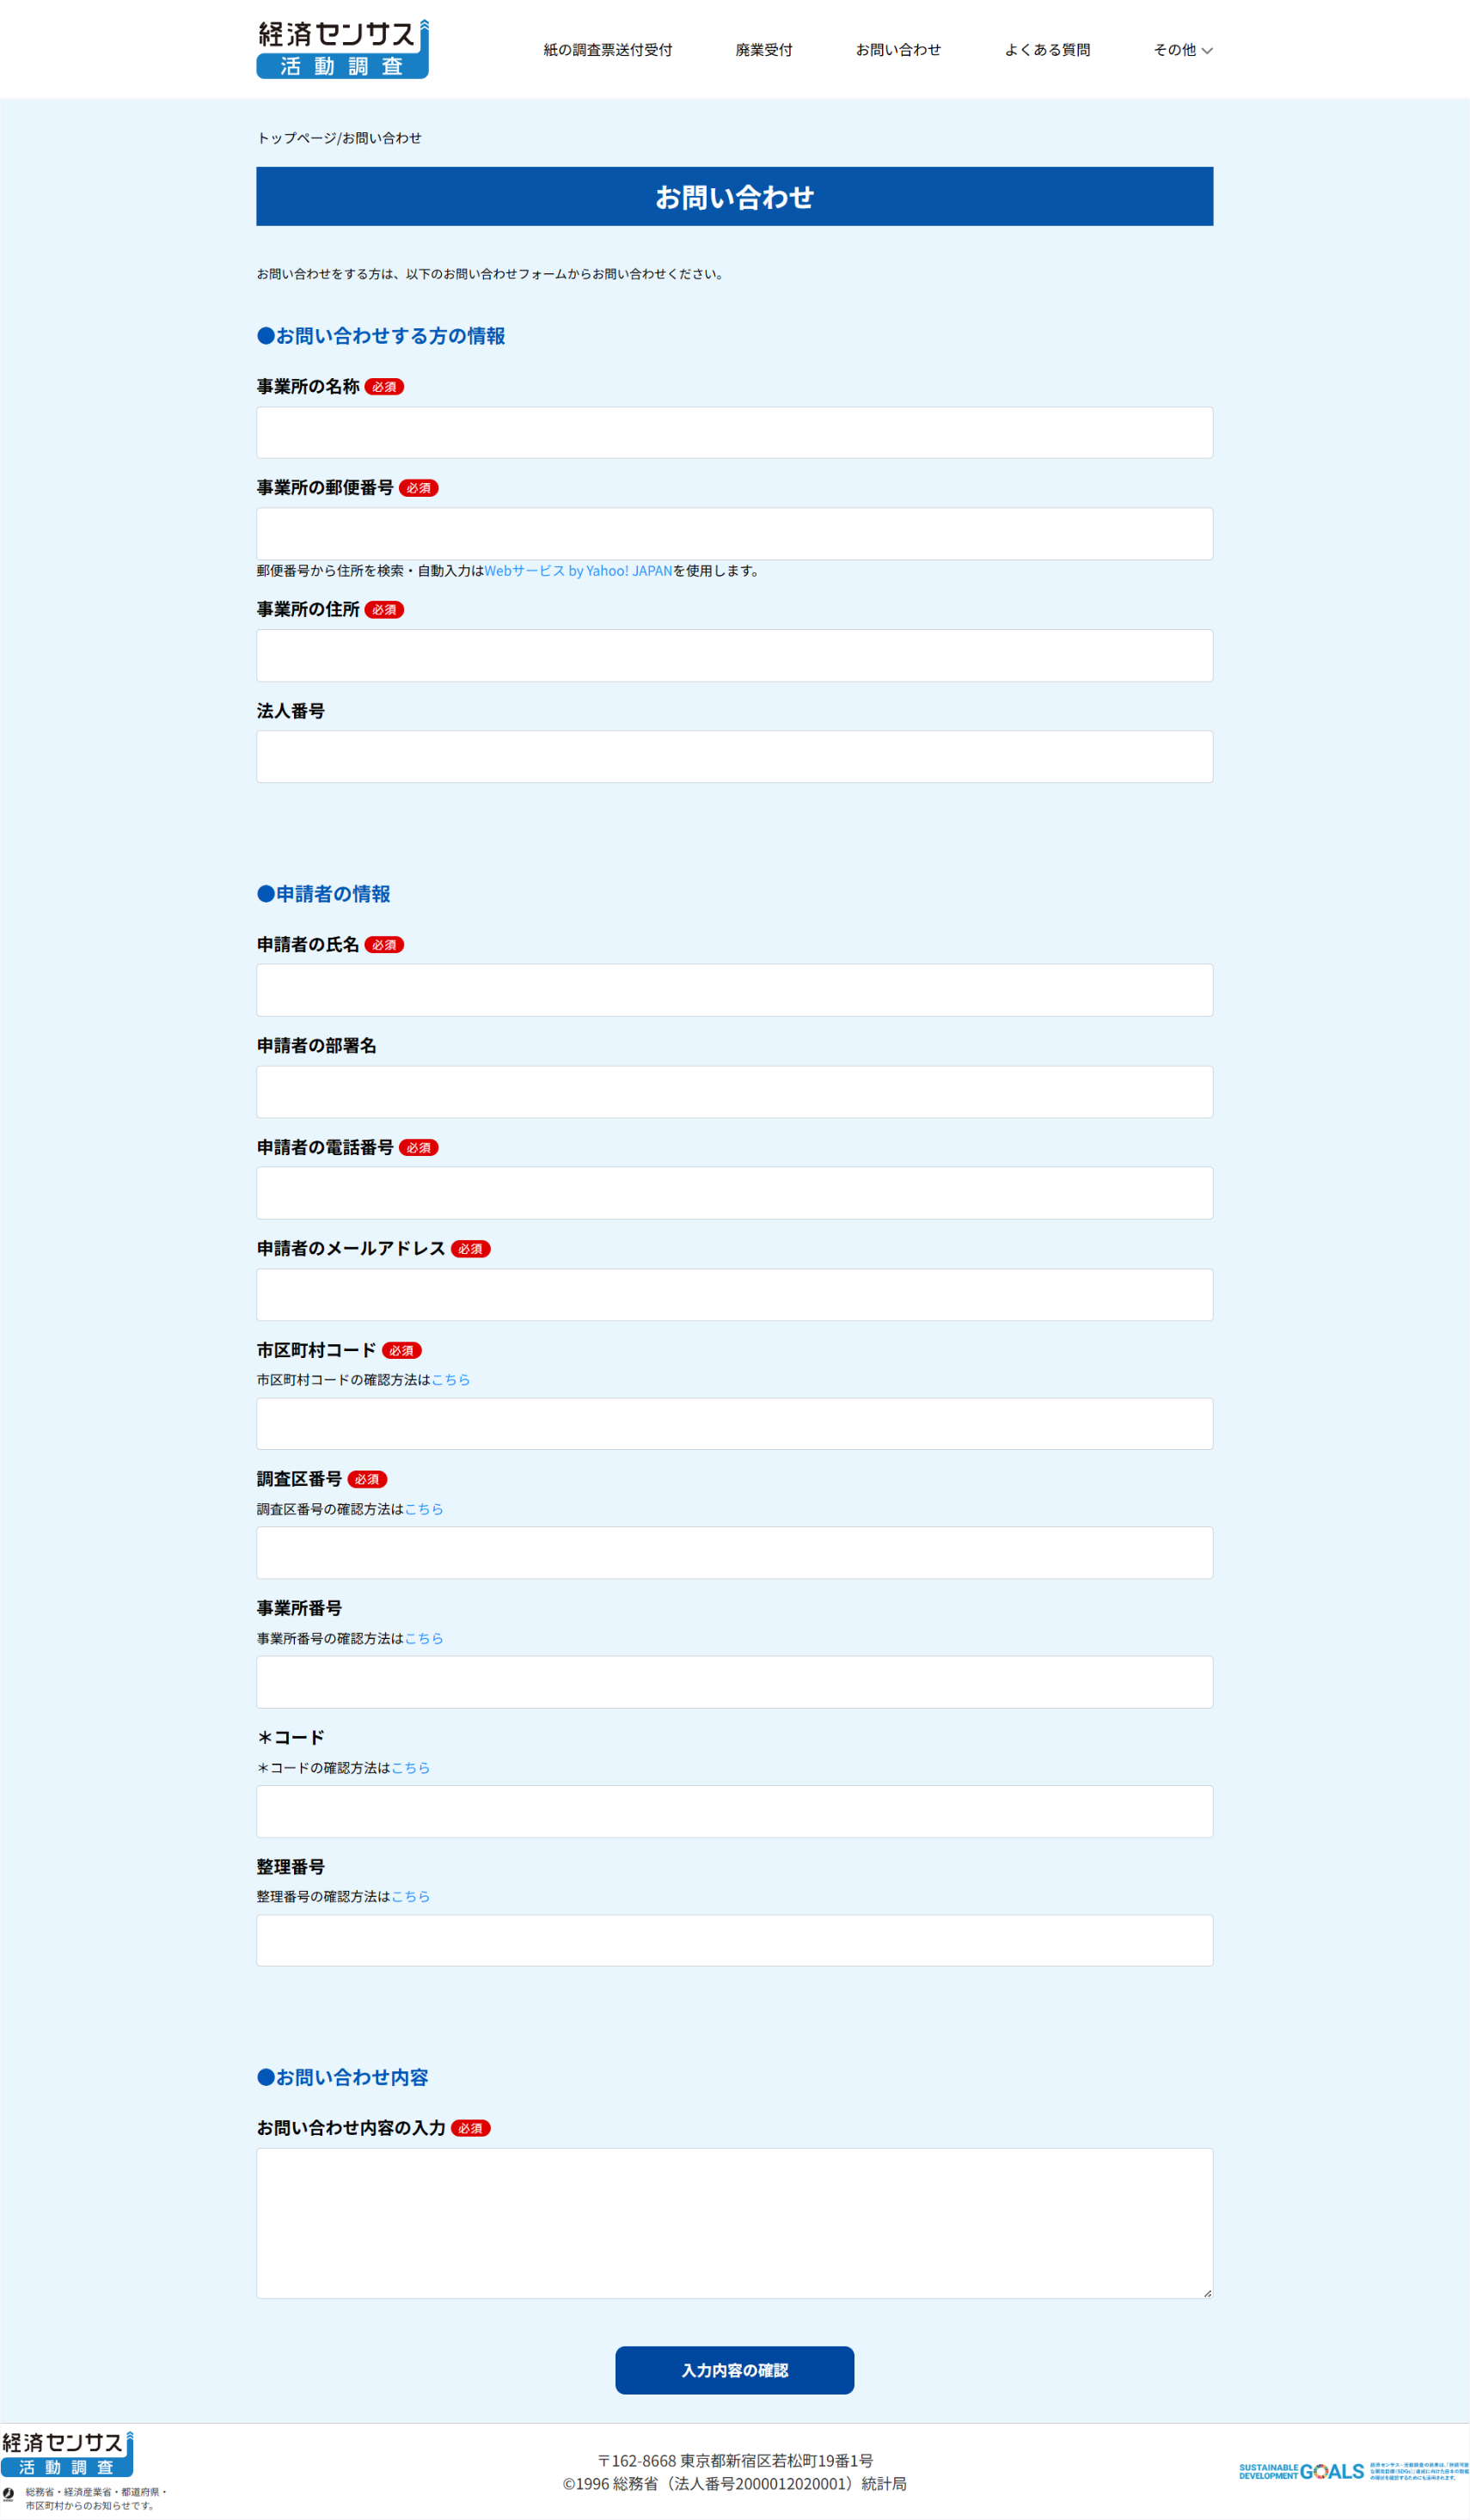 経済センサス
活動調査
紙の調査票送付受付
廃業受付
お問い合わせ
よくある質問
その他
トップページ/お問い合わせ
お問い合わせ
お問い合わせをする方は、以下のお問い合わせフォームからお問い合わせください。
●お問い合わせする方の情報
事業所の名称 必須
事業所の郵便番号 必須
郵便番号から住所を検索・自動入力はWebサービス by Yahoo! JAPANを使用します。
事業所の住所 必須
法人番号
●申請者の情報
申請者の氏名 必須
申請者の部署名
申請者の電話番号 必須
申請者のメールアドレス 必須
市区町村コード 必須
市区町村コードの確認方法はこちら
調査区番号 必須
調査区番号の確認方法はこちら
事業所番号
事業所番号の確認方法はこちら
＊コード
＊コードの確認方法はこちら
整理番号
整理番号の確認方法はこちら
●お問い合わせ内容
お問い合わせ内容の入力 必須
入力内容の確認
経済センサス
活動調査
総務省・経済産業省・都道府県・
市区町村からのお知らせです。
〒162-8668 東京都新宿区若松町19番1号
©1996 総務省（法人番号2000012020001）統計局
SUSTAINABLE
DEVELOPMENT GOALS